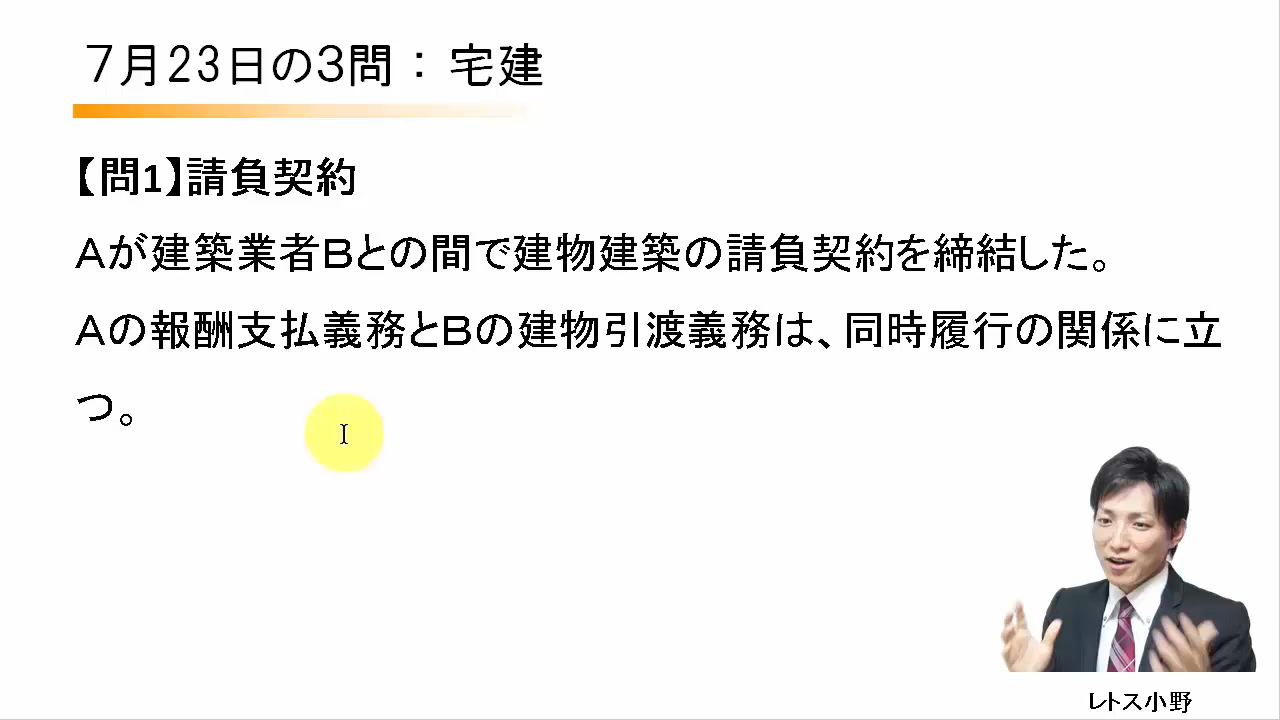 7月23日の3問：宅建
【問1】請負契約
Aが建築業者Bとの間で建物建築の請負契約を締結した。
Aの報酬支払義務とBの建物引渡義務は、同時履行の関係に立
つ。
レトス小野